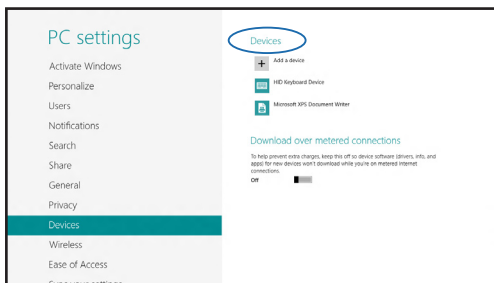 PC settings
Activate Windows
Personalize
Users
Notifications
Search
Share
General
Privacy
Devices
Wireless
Ease of Access
Sync your settings
Devices
Add a device
HID Keyboard Device
Microsoft XPS Document Writer
Download over metered connections
To help prevent extra charges, keep this off so device software (drivers, info, and
apps) for new devices won't download while you're on metered Internet
connections.
Off